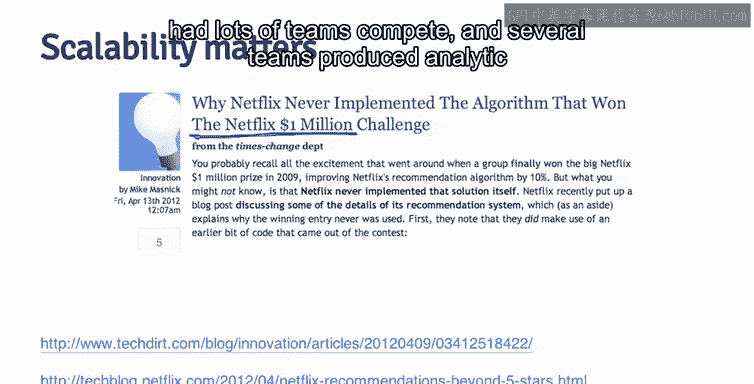 had lots of teams compete, and several
teams produced analytic
Scalability matters
Why Netflix Never Implemented The Algorithm That Won
The Netflix $1 Million Challenge
from the times-change dept
Innovation
by Mike Masnick
Fri, Apr 13th 2012
12:07am
5
You probably recall all the excitement that went around when a group finally won the big Netflix
$1 million prize in 2009, improving Netflix's recommendation algorithm by 10%. But what you
might not know, is that Netflix never implemented that solution itself. Netflix recently put up a
blog post discussing some of the details of its recommendation system, which (as an aside)
explains why the winning entry never was used. First, they note that they did make use of an
earlier bit of code that came out of the contest:
http://www.techdirt.com/blog/innovation/articles/20120409/03412518422/
http://techblog.netflix.com/2012/04/netflix-recommendations-beyond-5-stars.html